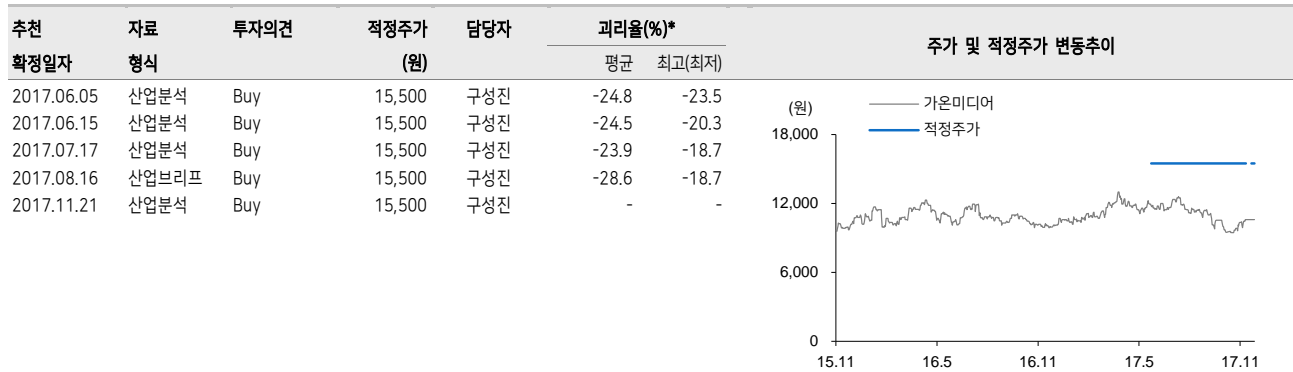 추천 자료 투자의견 적정주가 담당자 괴리율(%)*
확정일자 형식 (원) 평균 최고(최저)
2017.06.05 산업분석 Buy 15,500 구성진 -24.8 -23.5
2017.06.15 산업분석 Buy 15,500 구성진 -24.5 -20.3
2017.07.17 산업분석 Buy 15,500 구성진 -23.9 -18.7
2017.08.16 산업브리프 Buy 15,500 구성진 -28.6 -18.7
2017.11.21 산업분석 Buy 15,500 구성진 - -
주가 및 적정주가 변동추이
(원)
가온미디어
적정주가
18,000
12,000
6,000
0
15.11 16.5 16.11 17.5 17.11